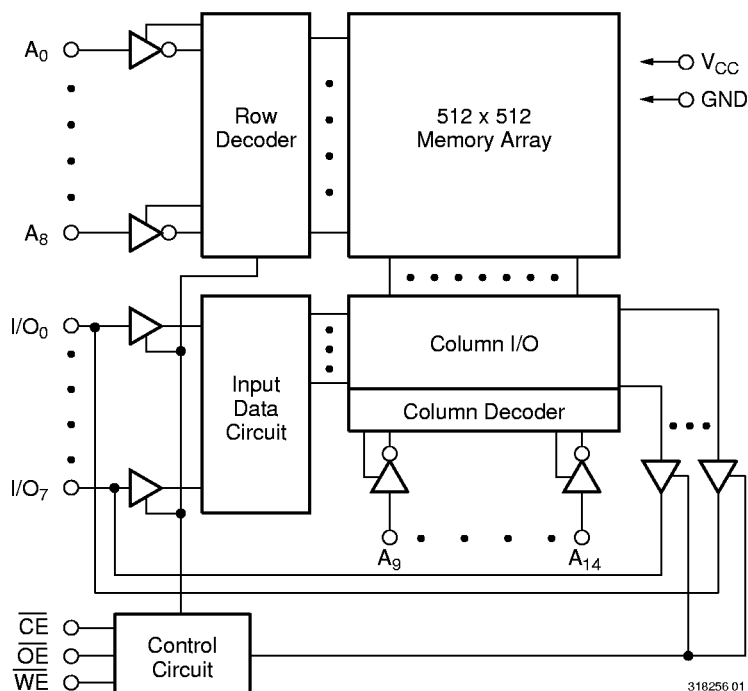 A0
Row
Decoder
512 x 512
Memory Array
VCC
GND
A8
I/O0
Input
Data
Circuit
Column I/O
Column Decoder
I/O7
A9
A14
CE
OE
WE
Control
Circuit
318256 01